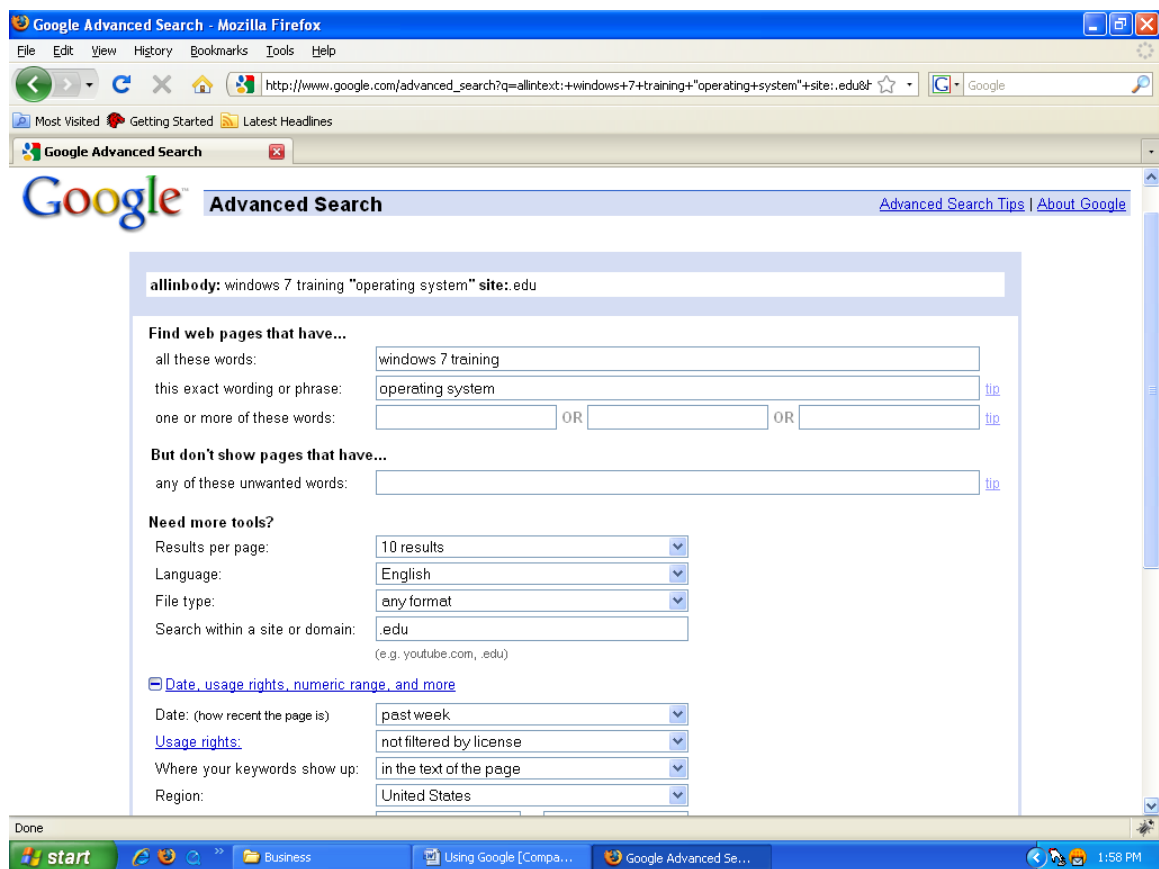 Google Advanced Search - Mozilla Firefox
File Edit View History Bookmarks Tools Help
http://www.google.com/advanced_search?q=allintext:+windows+7+training+"operating+system"+site:.edu&h G Google
Most Visited Getting Started Latest Headlines
Google Advanced Search
Google™ Advanced Search Advanced Search Tips | About Google
allinbody: windows 7 training "operating system" site:.edu
Find web pages that have...
all these words: windows 7 training
this exact wording or phrase: operating system tip
one or more of these words: OR OR tip
But don't show pages that have...
any of these unwanted words: tip
Need more tools?
Results per page: 10 results
Language: English
File type: any format
Search within a site or domain: .edu
(e.g. youtube.com, .edu)
Date, usage rights, numeric range, and more
Date: (how recent the page is) past week
Usage rights: not filtered by license
Where your keywords show up: in the text of the page
Region: United States
Done
start Business Using Google [Compa... Google Advanced Se... 1:58 PM